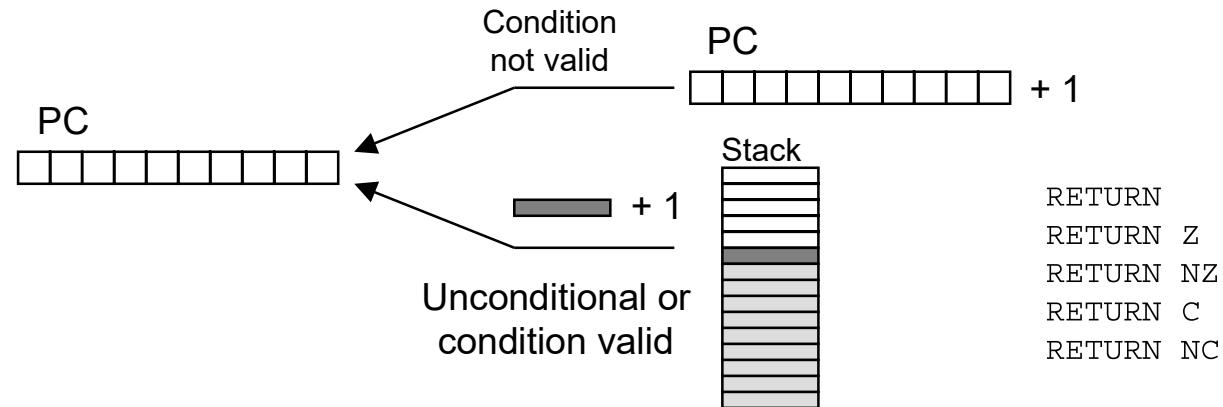 Condition
not valid
PC
+ 1
PC
Stack
+ 1
Unconditional or
condition valid
RETURN
RETURN Z
RETURN NZ
RETURN C
RETURN NC